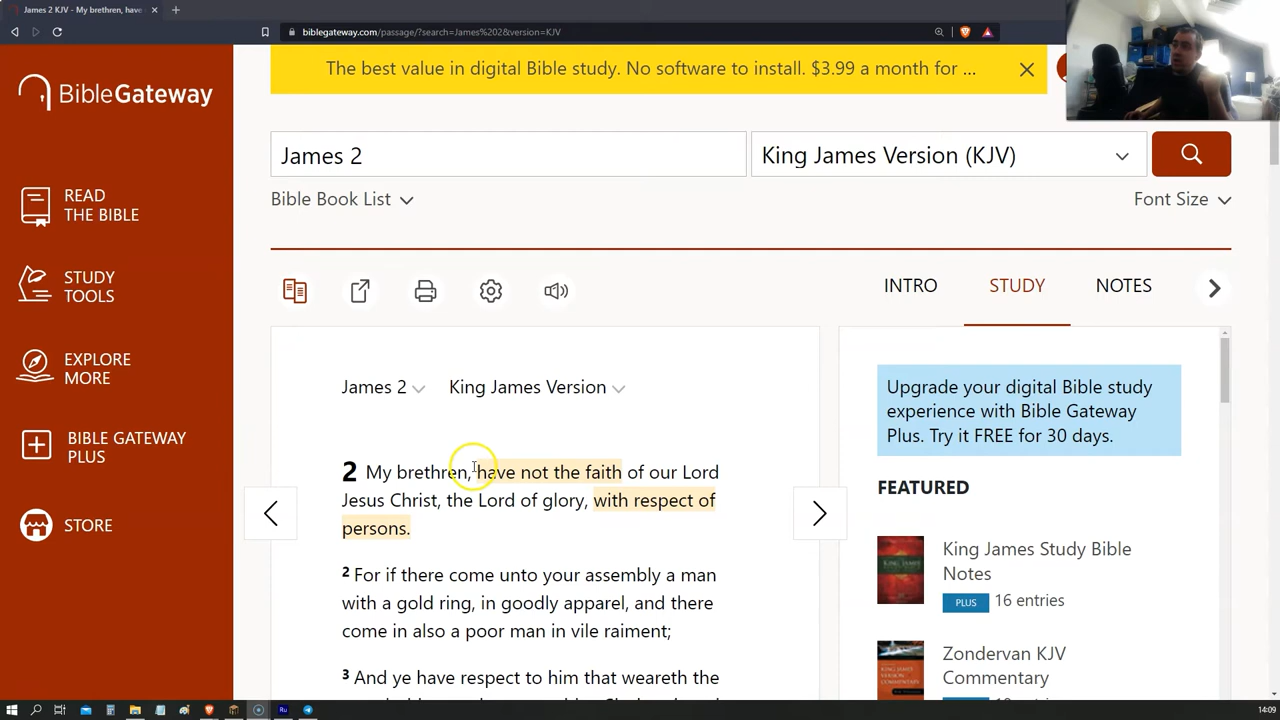 James 2 KJV - My brethren, have
biblegateway.com/passage/?search=James%202&version=KJV
BibleGateway
The best value in digital Bible study. No software to install. $3.99 a month for ...
James 2
King James Version (KJV)
Bible Book List
Font Size
READ
THE BIBLE
STUDY
TOOLS
EXPLORE
MORE
BIBLE GATEWAY
PLUS
STORE
INTRO
STUDY
NOTES
James 2
King James Version
2 My brethren, have not the faith of our Lord
Jesus Christ, the Lord of glory, with respect of
persons.
2 For if there come unto your assembly a man
with a gold ring, in goodly apparel, and there
come in also a poor man in vile raiment;
3 And ye have respect to him that weareth the
Upgrade your digital Bible study
experience with Bible Gateway
Plus. Try it FREE for 30 days.
FEATURED
King James Study Bible
Notes
PLUS
16 entries
Zondervan KJV
Commentary
Ru
14:09